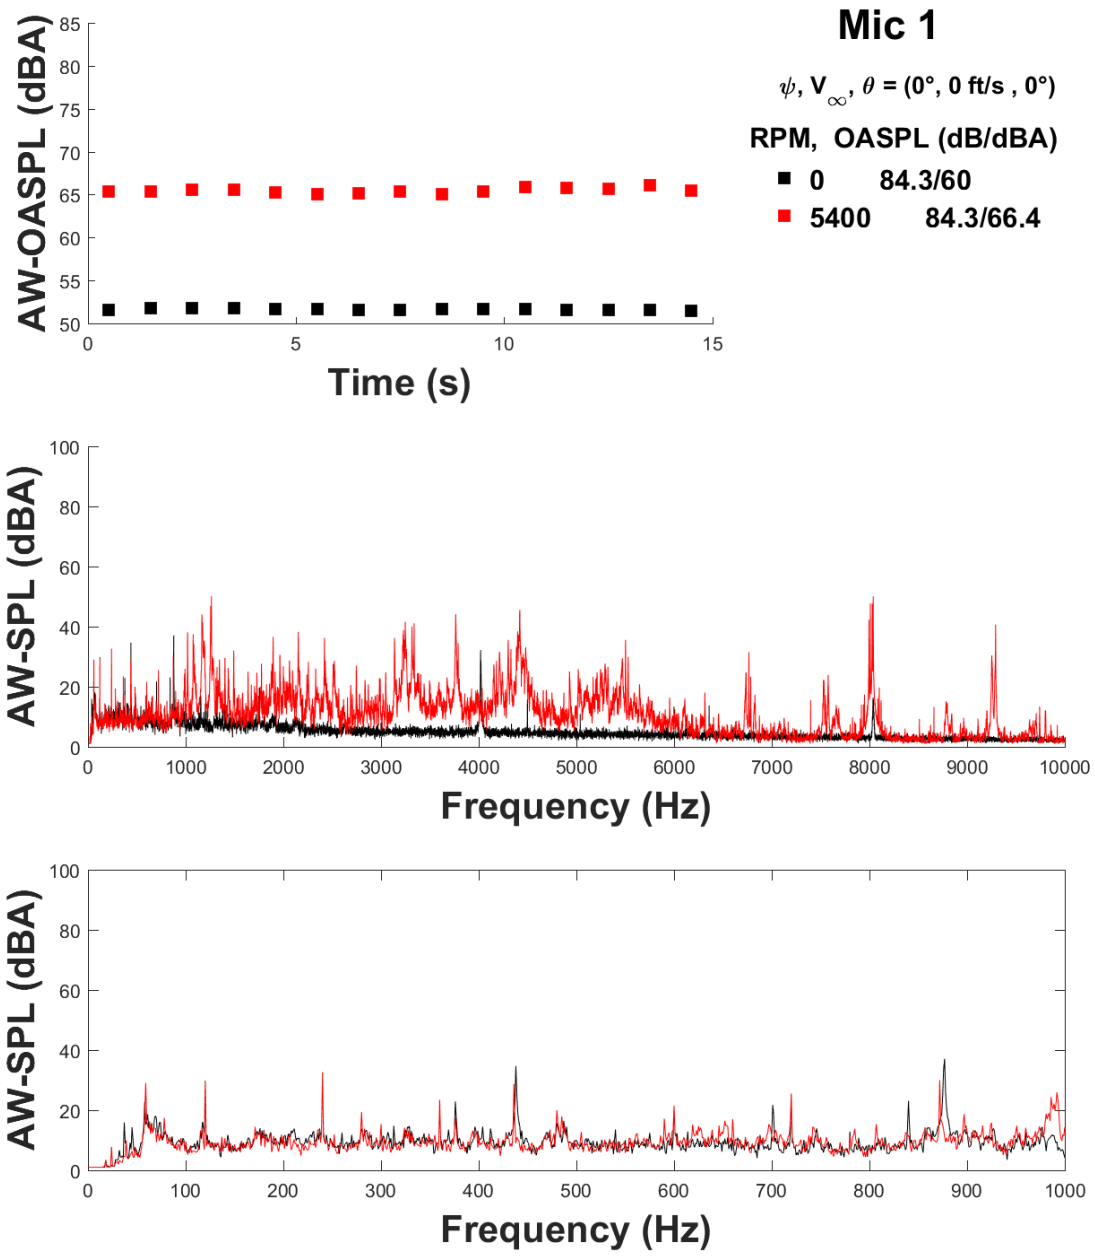 Mic 1
ψ, V∞, θ = (0°, 0 ft/s , 0°)
RPM, OASPL (dB/dBA)
0 84.3/60
5400 84.3/66.4
AW-OASPL (dBA)
85
80
75
70
65
60
55
50
0 5 10 15
Time (s)
AW-SPL (dBA)
100
80
60
40
20
0
0 1000 2000 3000 4000 5000 6000 7000 8000 9000 10000
Frequency (Hz)
AW-SPL (dBA)
100
80
60
40
20
0
0 100 200 300 400 500 600 700 800 900 1000
Frequency (Hz)